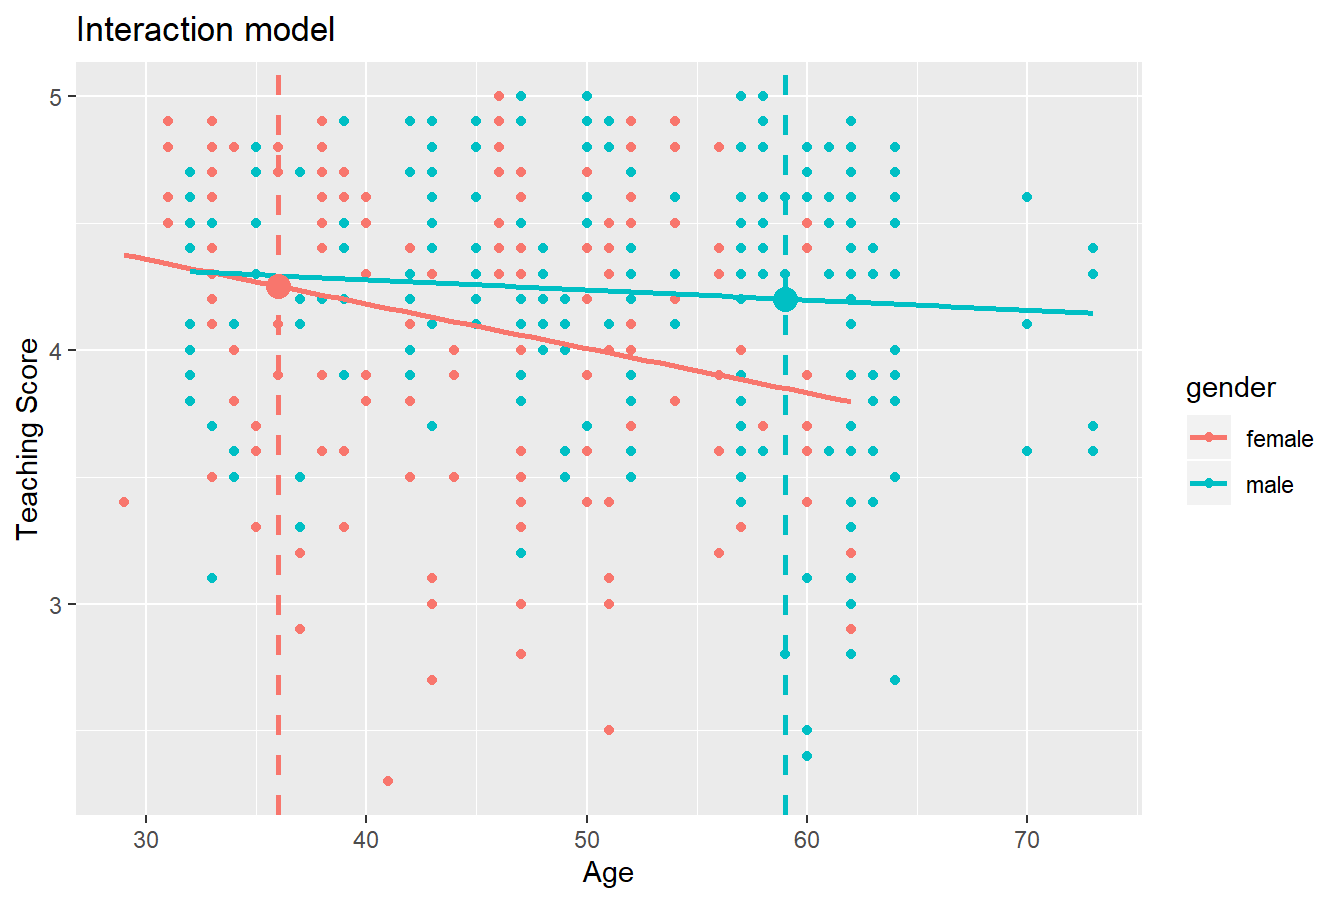 Interaction model
5
4
3
Teaching Score
30 40 50 60 70
Age
gender
female
male